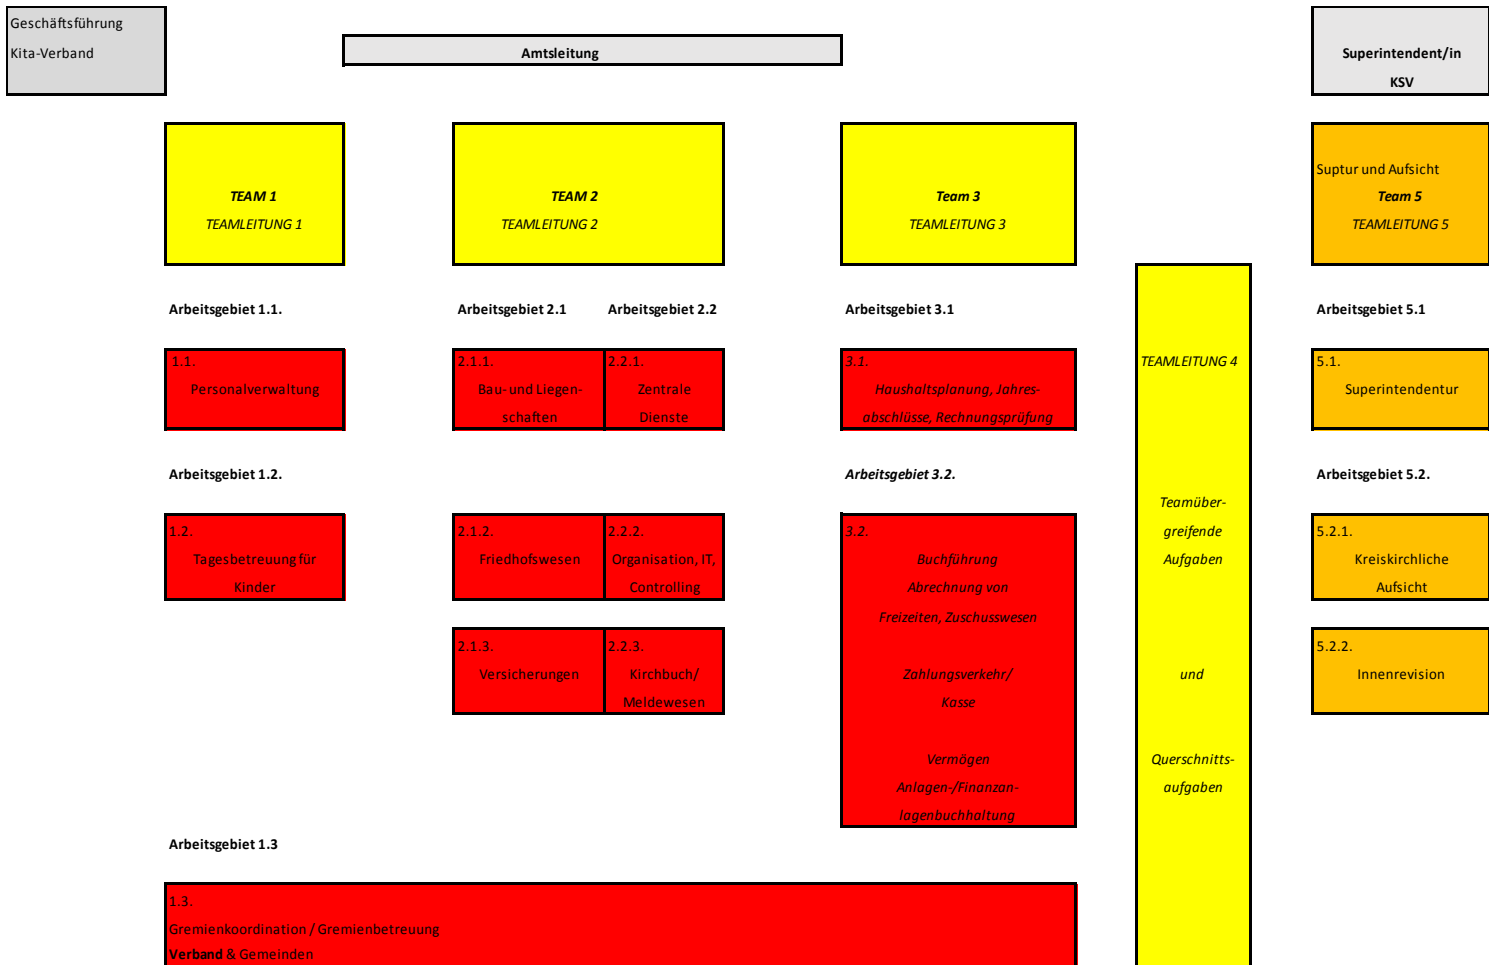 Geschäftsführung
Kita-Verband
Amtsleitung
Superintendent/in
KSV
TEAM 1
TEAMLEITUNG 1
TEAM 2
TEAMLEITUNG 2
Team 3
TEAMLEITUNG 3
Suptur und Aufsicht
Team 5
TEAMLEITUNG 5
Arbeitsgebiet 1.1.
Arbeitsgebiet 2.1
Arbeitsgebiet 2.2
Arbeitsgebiet 3.1
Arbeitsgebiet 5.1
1.1.
Personalverwaltung
2.1.1.
Bau- und Liegen-
schaften
2.2.1.
Zentrale
Dienste
3.1.
Haushaltsplanung, Jahres-
abschlüsse, Rechnungsprüfung
TEAMLEITUNG 4
5.1.
Superintendentur
Arbeitsgebiet 1.2.
Arbeitsgebiet 3.2.
Arbeitsgebiet 5.2.
1.2.
Tagesbetreuung für
Kinder
2.1.2.
Friedhofswesen
2.2.2.
Organisation, IT,
Controlling
3.2.
Buchführung
Abrechnung von
Freizeiten, Zuschusswesen
Zahlungsverkehr/
Kasse
Vermögen
Anlagen-/Finanzan-
lagenbuchhaltung
Teamüber-
greifende
Aufgaben
und
Querschnitts-
aufgaben
5.2.1.
Kreiskirchliche
Aufsicht
2.1.3.
Versicherungen
2.2.3.
Kirchbuch/
Meldewesen
5.2.2.
Innenrevision
Arbeitsgebiet 1.3
1.3.
Gremienkoordination / Gremienbetreuung
Verband & Gemeinden